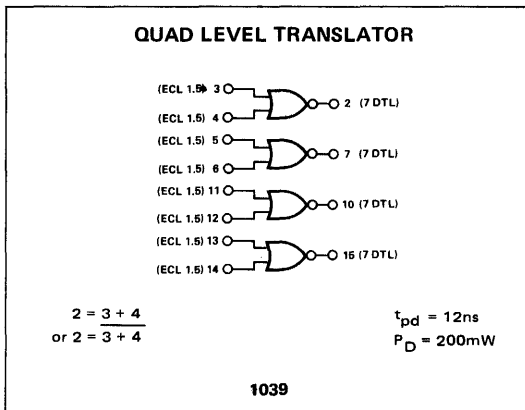 QUAD LEVEL TRANSLATOR
(ECL 1.5) 3
(ECL 1.5) 4
2 (7 DTL)
(ECL 1.5) 5
(ECL 1.5) 6
7 (7 DTL)
(ECL 1.5) 11
(ECL 1.5) 12
10 (7 DTL)
(ECL 1.5) 13
(ECL 1.5) 14
15 (7 DTL)
2 = 3 + 4
or 2 = 3 + 4
tpd = 12ns
PD = 200mW
1039